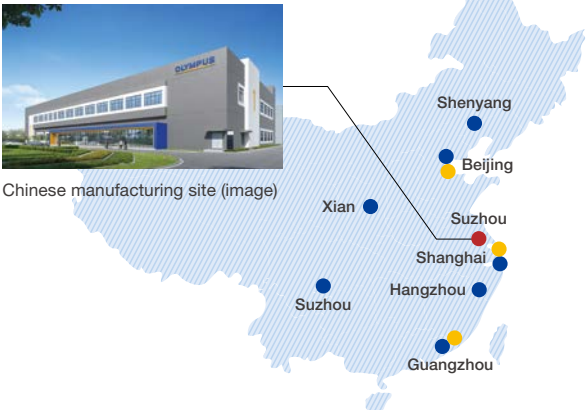 OLYMPUS
Chinese manufacturing site (image)
Shenyang
Beijing
Xian
Suzhou
Shanghai
Suzhou
Hangzhou
Guangzhou